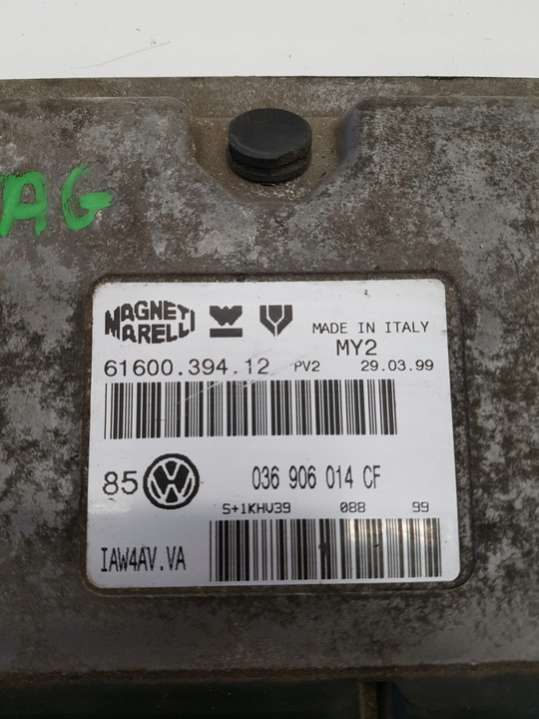 AG
MAGNETI
MARELLI
MADE IN ITALY
MY2
61600.394.12 PV2 29.03.99
85 VW 036 906 014 CF
S+1KHV39 088 99
IAW4AV.VA